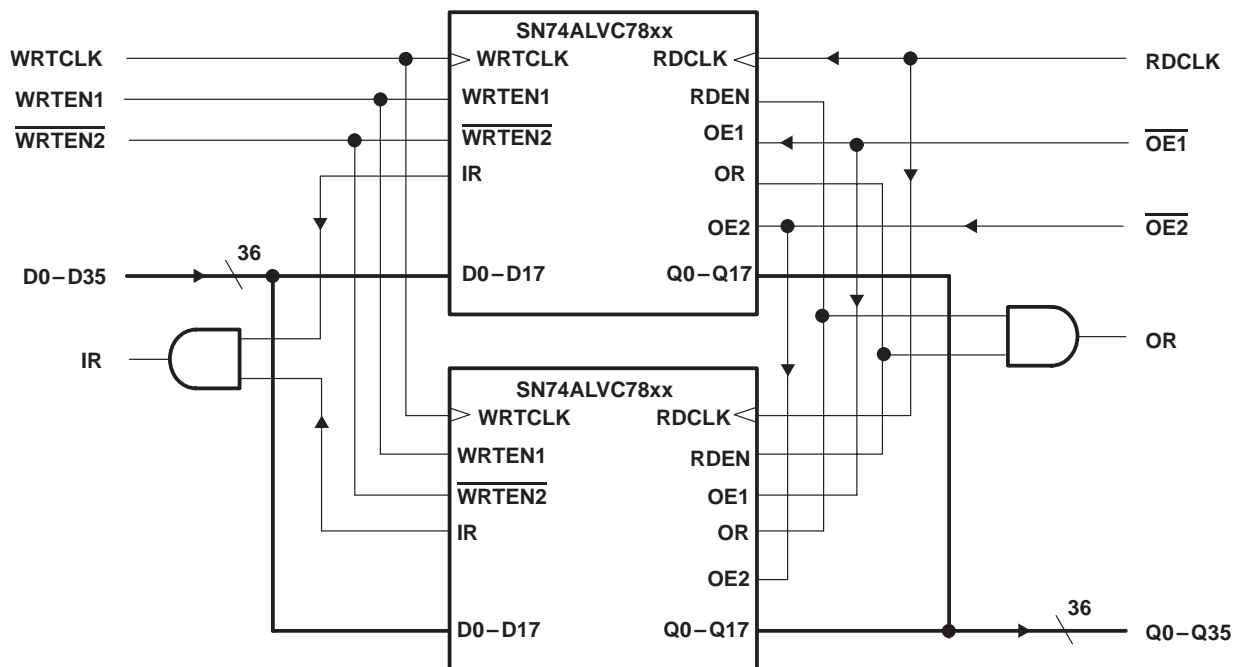 SN74ALVC78xx
WRTCLK
WRTCLK
RDCLK
RDCLK
WRTEN1
WRTEN1
RDEN
WRTEN2
WRTEN2
OE1
OE1
IR
OR
OE2
OE2
36
D0–D35
D0–D17
Q0–Q17
IR
OR
SN74ALVC78xx
WRTCLK
RDCLK
WRTEN1
RDEN
WRTEN2
OE1
IR
OR
OE2
D0–D17
Q0–Q17
36
Q0–Q35